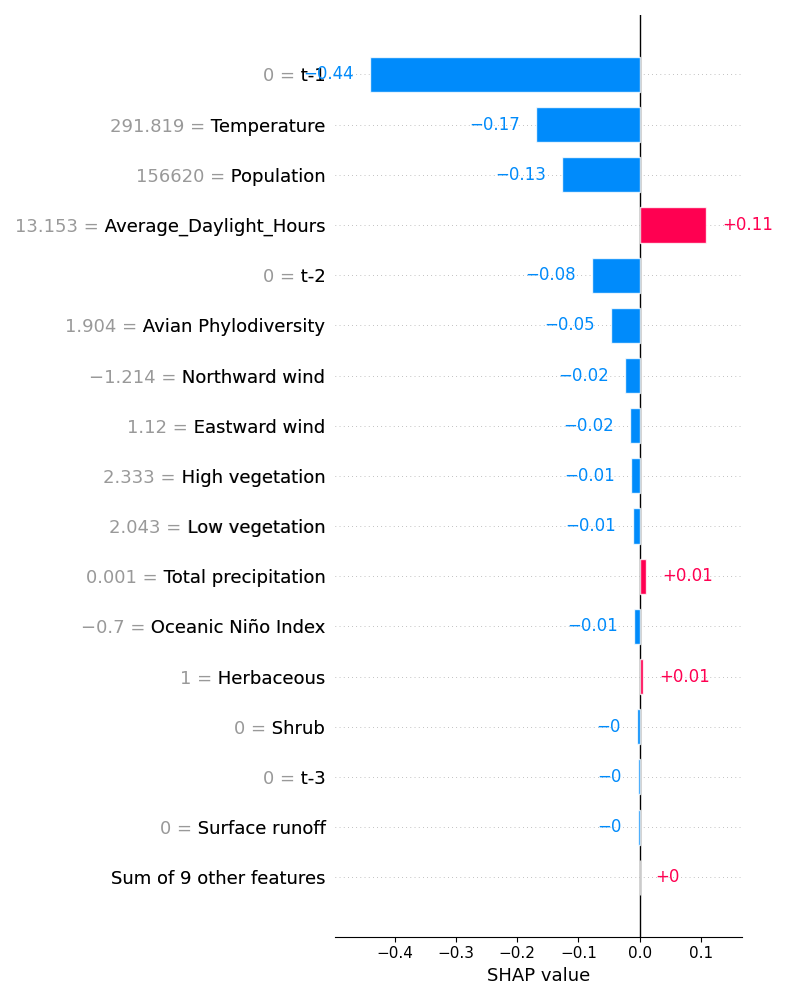 0 = t-1 −0.44
291.819 = Temperature −0.17
156620 = Population −0.13
13.153 = Average_Daylight_Hours +0.11
0 = t-2 −0.08
1.904 = Avian Phylodiversity −0.05
−1.214 = Northward wind −0.02
1.12 = Eastward wind −0.02
2.333 = High vegetation −0.01
2.043 = Low vegetation −0.01
0.001 = Total precipitation +0.01
−0.7 = Oceanic Niño Index −0.01
1 = Herbaceous +0.01
0 = Shrub −0
0 = t-3 −0
0 = Surface runoff −0
Sum of 9 other features +0
−0.4 −0.3 −0.2 −0.1 0.0 0.1
SHAP value